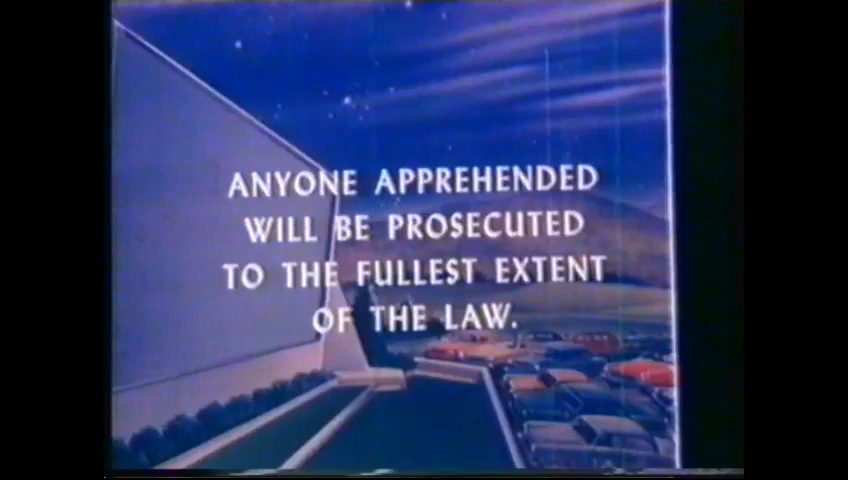 ANYONE APPREHENDED
WILL BE PROSECUTED
TO THE FULLEST EXTENT
OF THE LAW.